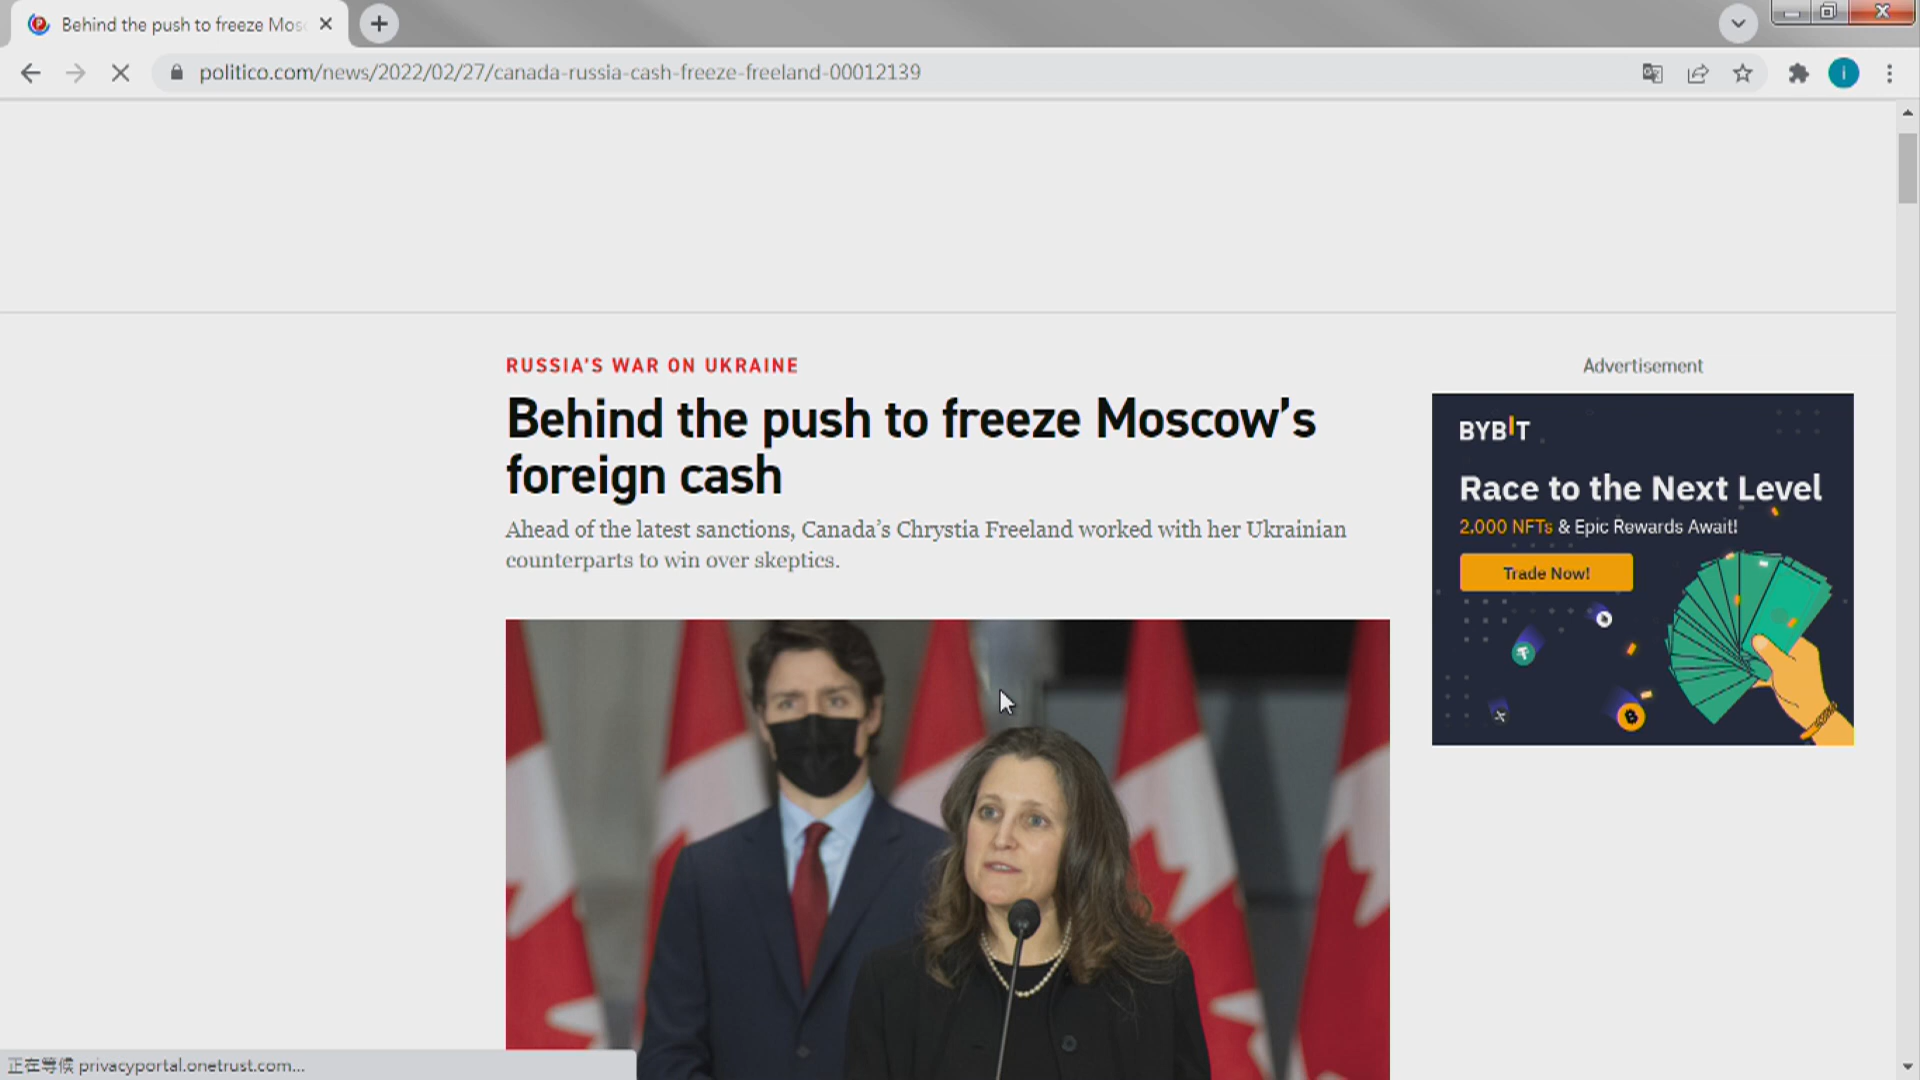 Behind the push to freeze Mos
politico.com/news/2022/02/27/canada-russia-cash-freeze-freeland-00012139
i
RUSSIA'S WAR ON UKRAINE
Behind the push to freeze Moscow's
foreign cash
Ahead of the latest sanctions, Canada's Chrystia Freeland worked with her Ukrainian
counterparts to win over skeptics.
Advertisement
BYBIT
Race to the Next Level
2,000 NFTs & Epic Rewards Await!
Trade Now!
正在等候 privacyportal.onetrust.com...